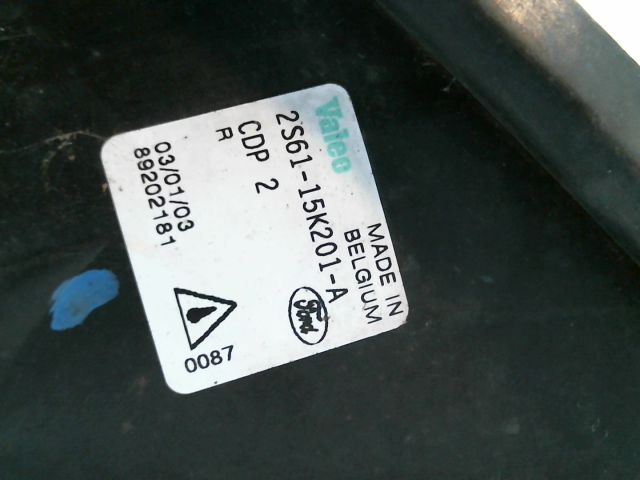 Valeo
MADE IN
BELGIUM
2S61-15K201-A
CDP 2
R
Ford
03/01/03
89202181
0087